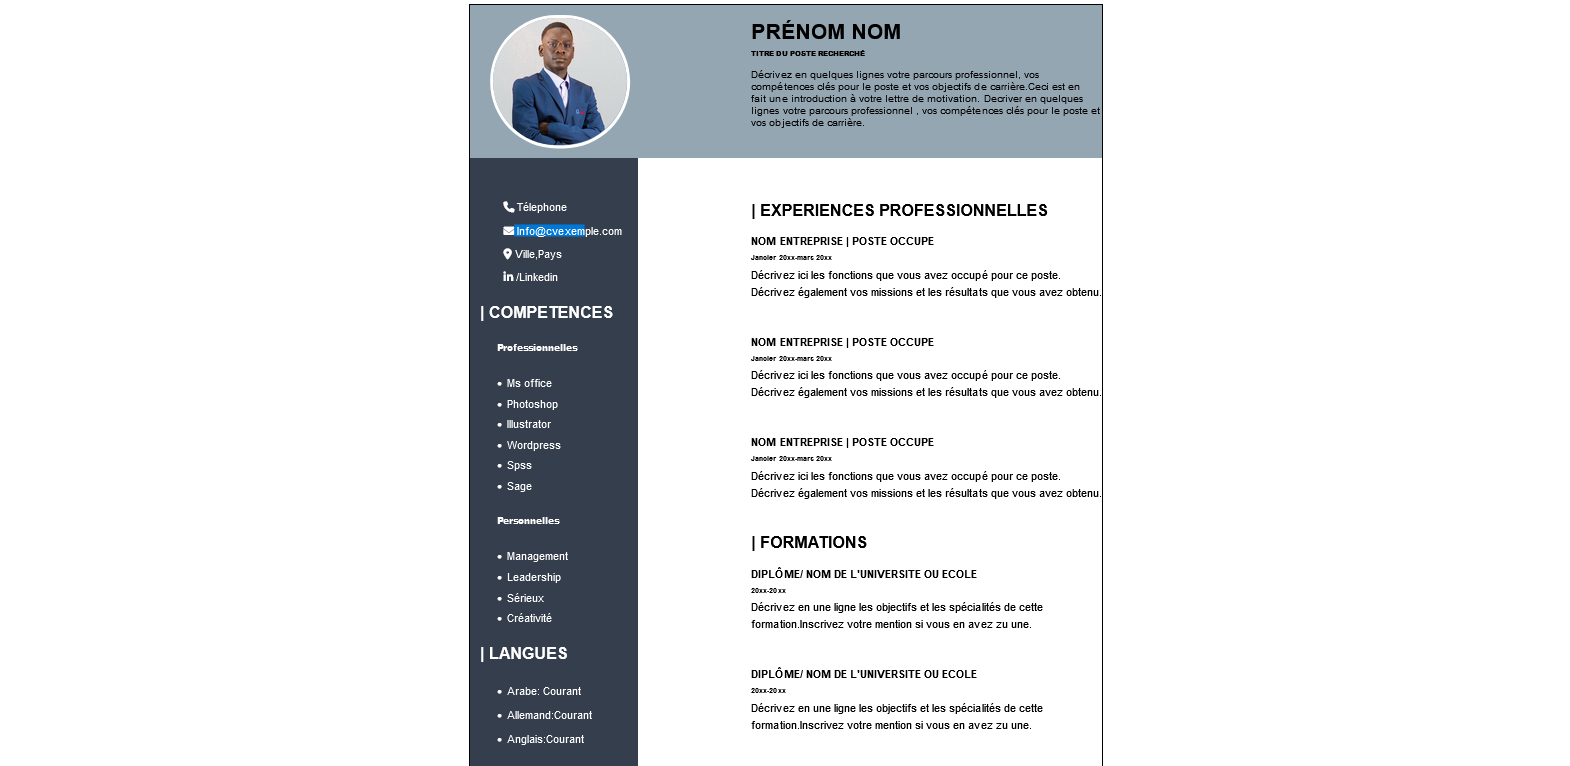 PRÉNOM NOM
TITRE DU POSTE RECHERCHÉ
Décrivez en quelques lignes votre parcours professionnel, vos
compétences clés pour le poste et vos objectifs de carrière.Ceci est en
fait une introduction à votre lettre de motivation. Decriver en quelques
lignes votre parcours professionnel , vos compétences clés pour le poste et
vos objectifs de carrière.
Télephone
Info@cvexemple.com
Ville,Pays
/Linkedin
| COMPETENCES
Professionnelles
• Ms office
• Photoshop
• Illustrator
• Wordpress
• Spss
• Sage
Personnelles
• Management
• Leadership
• Sérieux
• Créativité
| LANGUES
• Arabe: Courant
• Allemand:Courant
• Anglais:Courant
| EXPERIENCES PROFESSIONNELLES
NOM ENTREPRISE | POSTE OCCUPE
Janvier 20xx-mars 20xx
Décrivez ici les fonctions que vous avez occupé pour ce poste.
Décrivez également vos missions et les résultats que vous avez obtenu.
NOM ENTREPRISE | POSTE OCCUPE
Janvier 20xx-mars 20xx
Décrivez ici les fonctions que vous avez occupé pour ce poste.
Décrivez également vos missions et les résultats que vous avez obtenu.
NOM ENTREPRISE | POSTE OCCUPE
Janvier 20xx-mars 20xx
Décrivez ici les fonctions que vous avez occupé pour ce poste.
Décrivez également vos missions et les résultats que vous avez obtenu.
| FORMATIONS
DIPLÔME/ NOM DE L'UNIVERSITE OU ECOLE
20xx-20xx
Décrivez en une ligne les objectifs et les spécialités de cette
formation.Inscrivez votre mention si vous en avez zu une.
DIPLÔME/ NOM DE L'UNIVERSITE OU ECOLE
20xx-20xx
Décrivez en une ligne les objectifs et les spécialités de cette
formation.Inscrivez votre mention si vous en avez zu une.